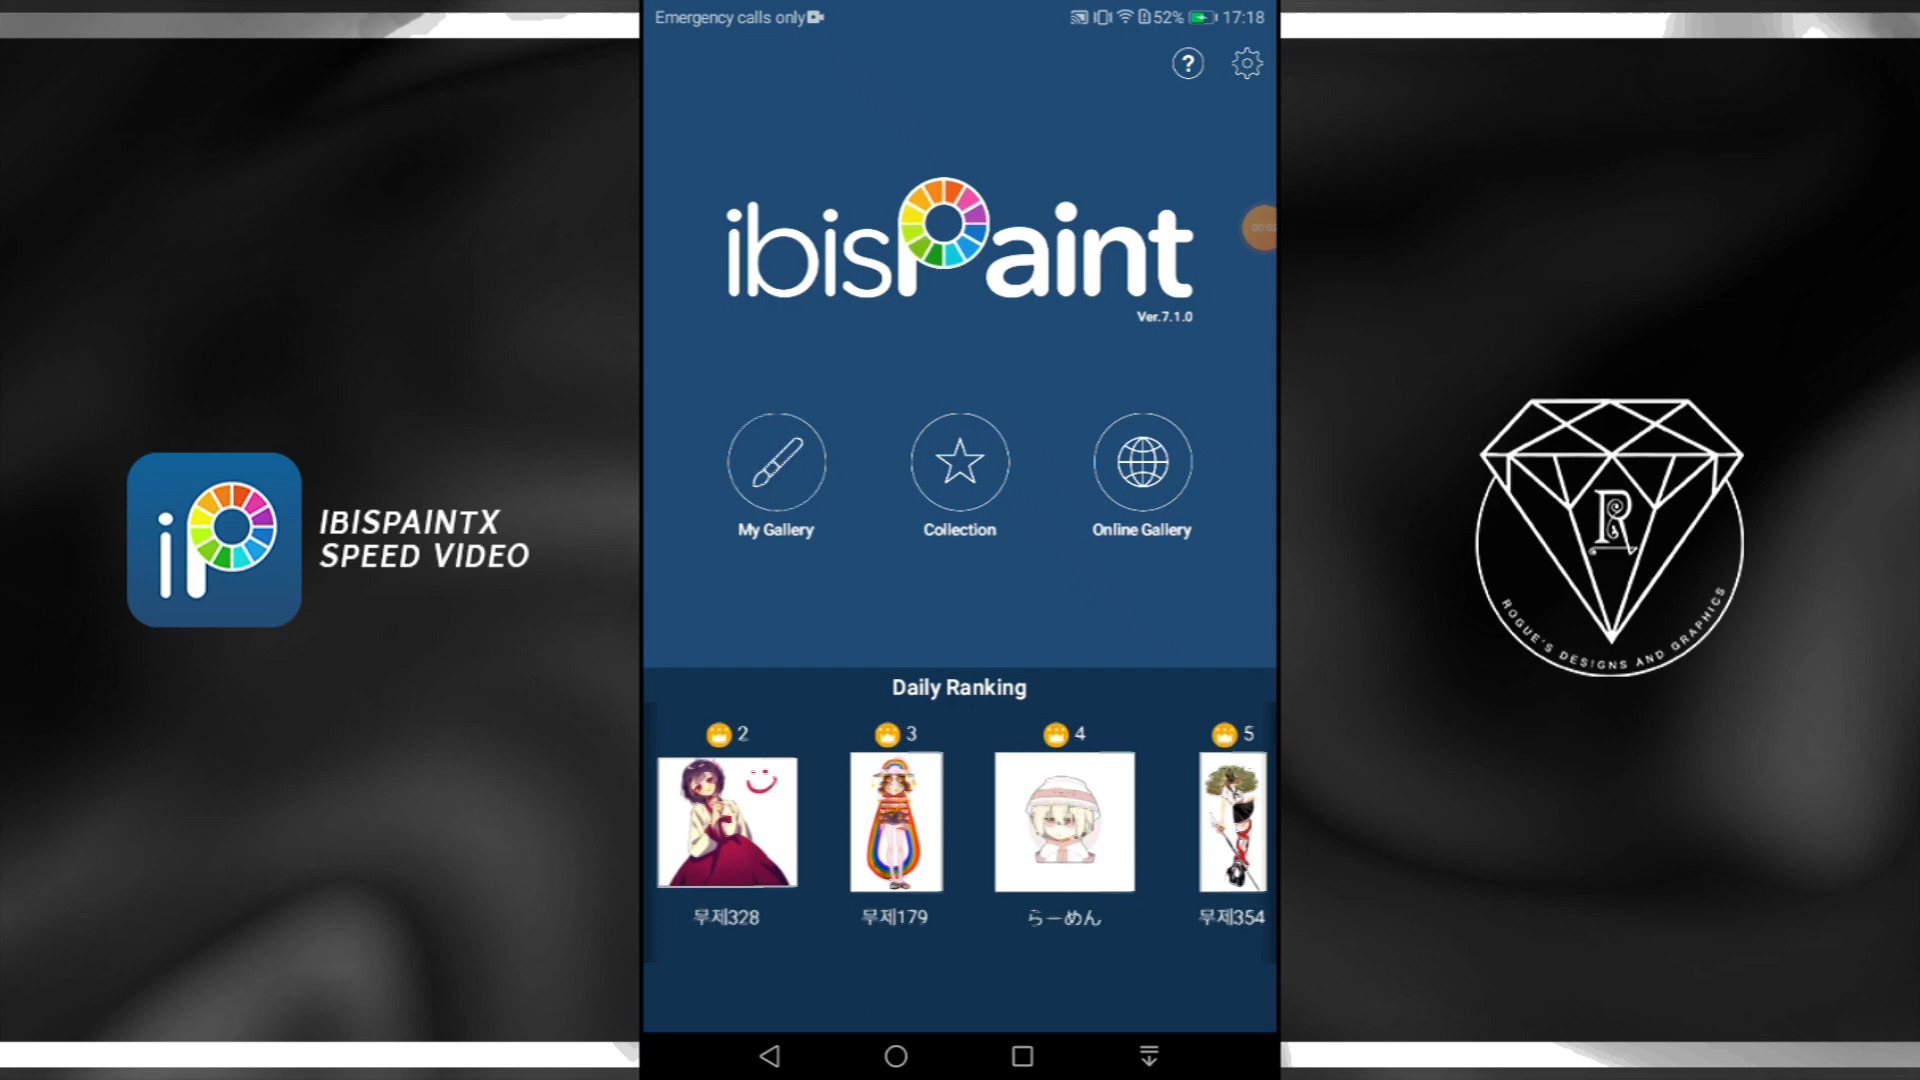 Emergency calls only
52% 17:18
?
ibisPaint
Ver.7.1.0
My Gallery
Collection
Online Gallery
iP
IBISPAINTX
SPEED VIDEO
R
ROGUE'S DESIGNS AND GRAPHICS
Daily Ranking
2
3
4
5
무제328
무제179
らーめん
무제354